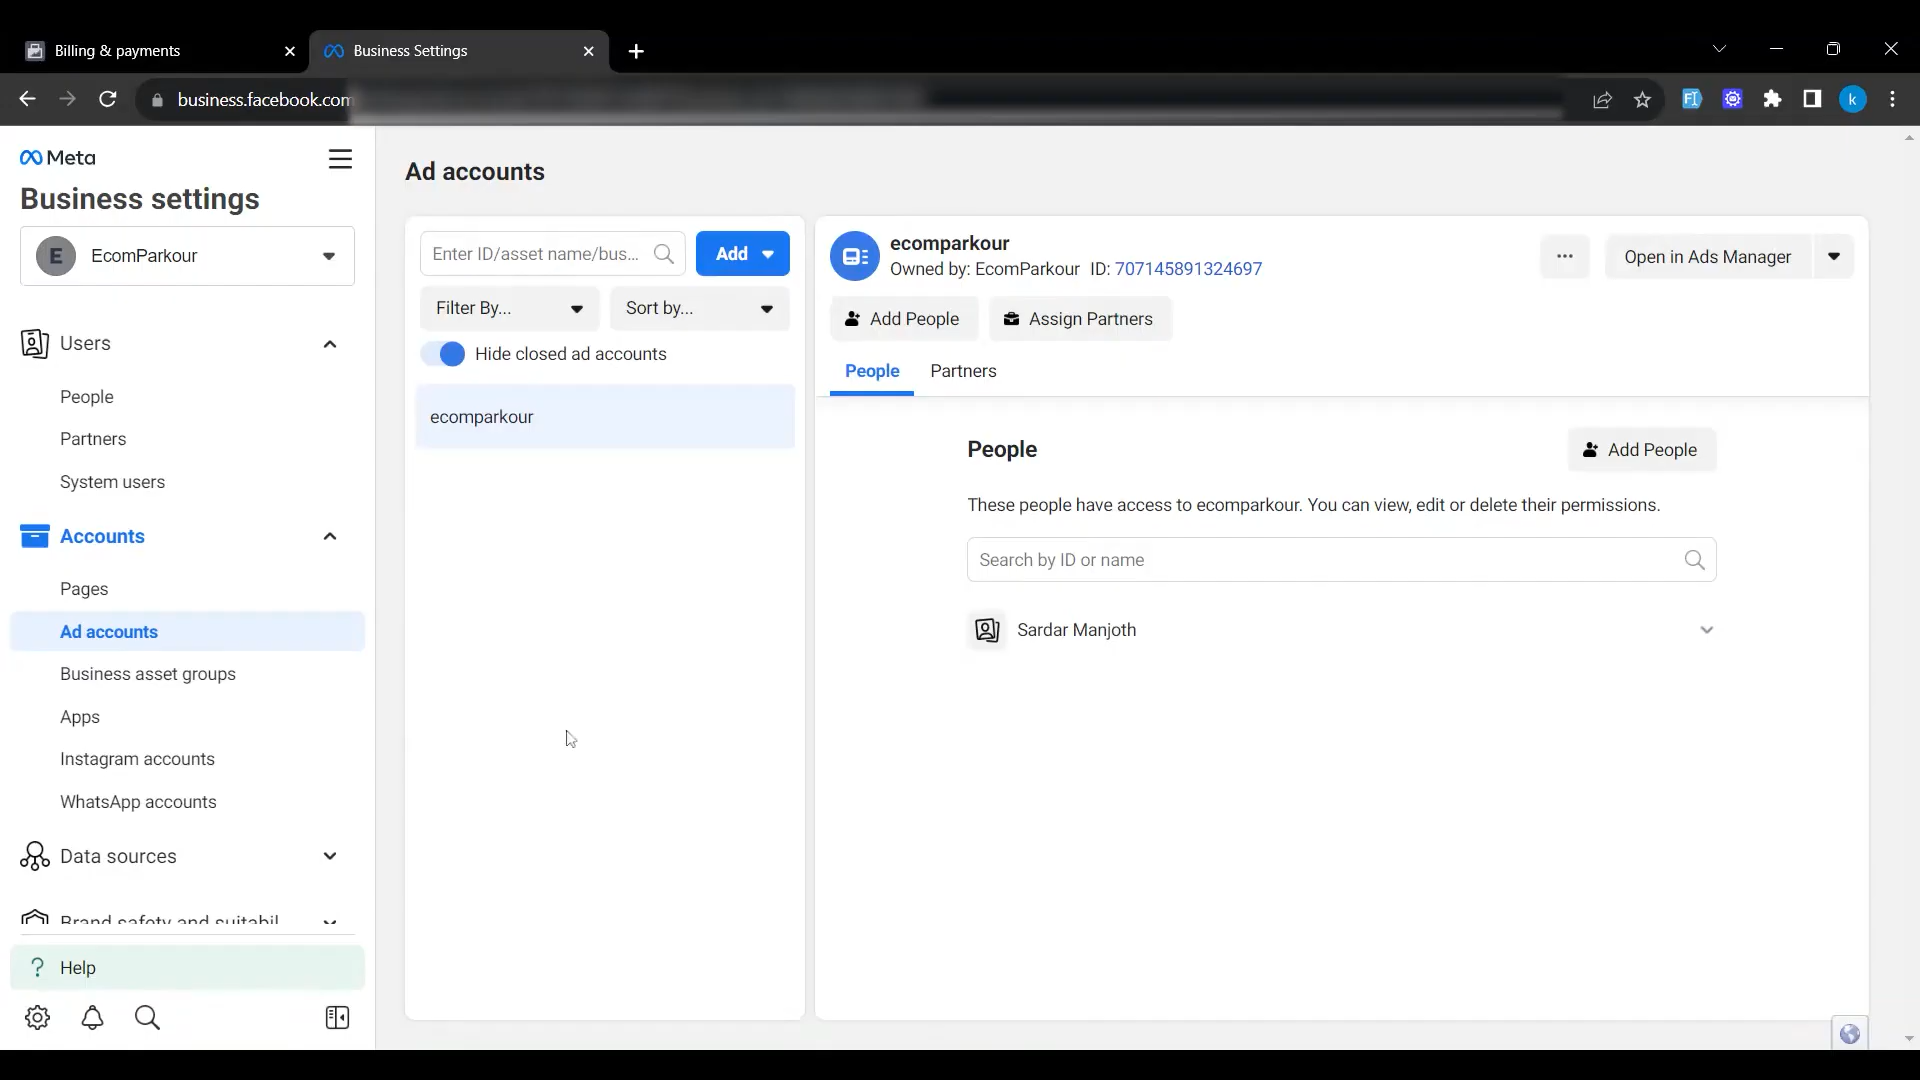 Billing & payments
Business Settings
business.facebook.com
k
Meta
Business settings
E
EcomParkour
Users
People
Partners
System users
Accounts
Pages
Ad accounts
Business asset groups
Apps
Instagram accounts
WhatsApp accounts
Data sources
Brand safety and suitabil
? Help
Ad accounts
Enter ID/asset name/bus...
Add
Filter By...
Sort by...
Hide closed ad accounts
ecomparkour
ecomparkour
Owned by: EcomParkour ID: 707145891324697
...
Open in Ads Manager
Add People
Assign Partners
People
Partners
People
Add People
These people have access to ecomparkour. You can view, edit or delete their permissions.
Search by ID or name
Sardar Manjoth